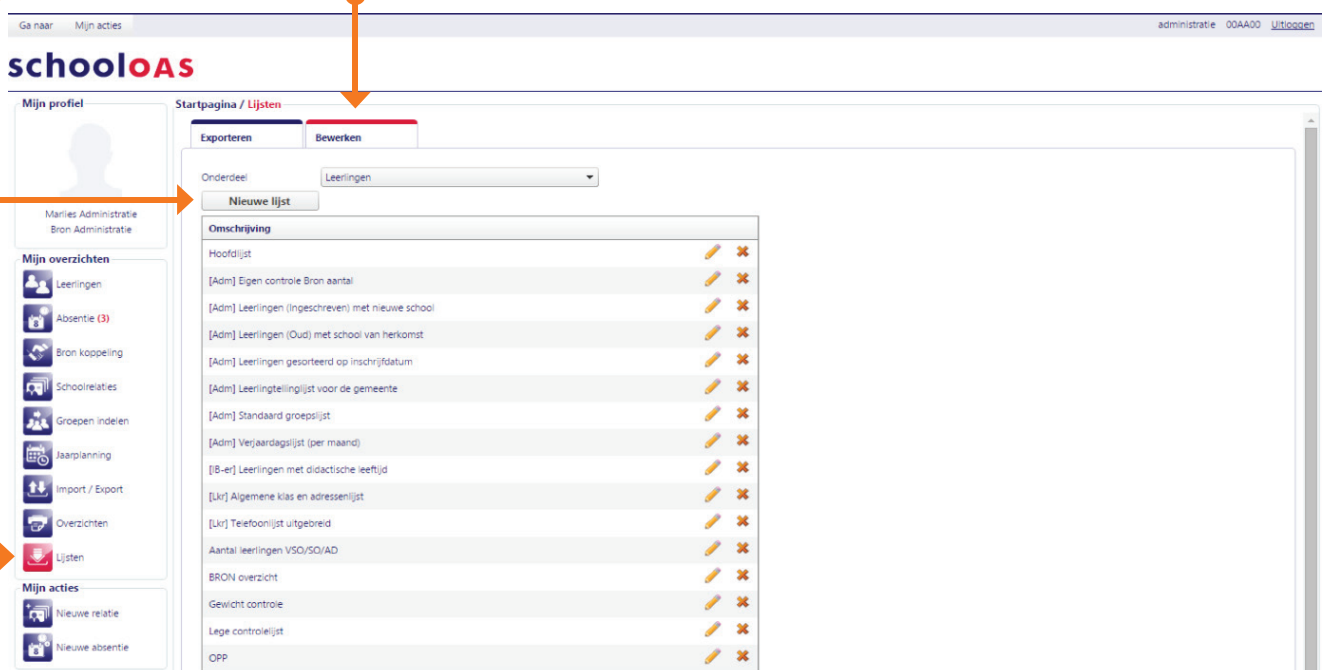 Ga naar Mijn acties administratie 00AA00 Uitloggen
schoolOAS
Mijn profiel
Marlies Administratie
Bron Administratie
Mijn overzichten
Leerlingen
Absentie (3)
Bron koppeling
Schoolrelaties
Groepen indelen
Jaarplanning
Import / Export
Overzichten
Lijsten
Mijn acties
Nieuwe relatie
Nieuwe absentie
Startpagina / Lijsten
Exporteren Bewerken
Onderdeel Leerlingen
Nieuwe lijst
Omschrijving
Hoofdlijst
[Adm] Eigen controle Bron aantal
[Adm] Leerlingen (Ingeschreven) met nieuwe school
[Adm] Leerlingen (Oud) met school van herkomst
[Adm] Leerlingen gesorteerd op inschrijfdatum
[Adm] Leerlingtellinglijst voor de gemeente
[Adm] Standaard groepslijst
[Adm] Verjaardagslijst (per maand)
[IB-er] Leerlingen met didactische leeftijd
[Lkr] Algemene klas en adressenlijst
[Lkr] Telefoonlijst uitgebreid
Aantal leerlingen VSO/SO/AD
BRON overzicht
Gewicht controle
Lege controlelijst
OPP